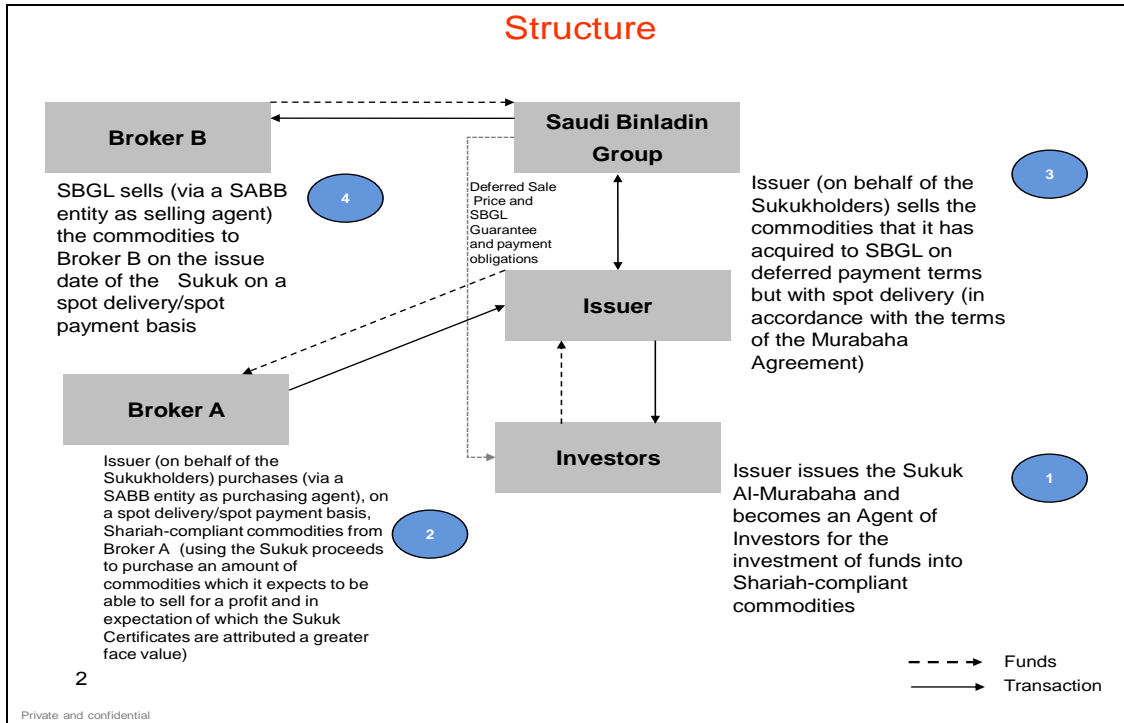 Structure
Broker B
Saudi Binladin
Group
SBGL sells (via a SABB
entity as selling agent)
the commodities to
Broker B on the issue
date of the Sukuk on a
spot delivery/spot
payment basis
4
Deferred Sale
Price and
SBGL
Guarantee
and payment
obligations
3
Issuer (on behalf of the
Sukukholders) sells the
commodities that it has
acquired to SBGL on
deferred payment terms
but with spot delivery (in
accordance with the terms
of the Murabaha
Agreement)
Issuer
Broker A
Issuer (on behalf of the
Sukukholders) purchases (via a
SABB entity as purchasing agent), on
a spot delivery/spot payment basis,
Shariah-compliant commodities from
Broker A (using the Sukuk proceeds
to purchase an amount of
commodities which it expects to be
able to sell for a profit and in
expectation of which the Sukuk
Certificates are attributed a greater
face value)
2
Investors
1
Issuer issues the Sukuk
Al-Murabaha and
becomes an Agent of
Investors for the
investment of funds into
Shariah-compliant
commodities
Funds
Transaction
2
Private and confidential